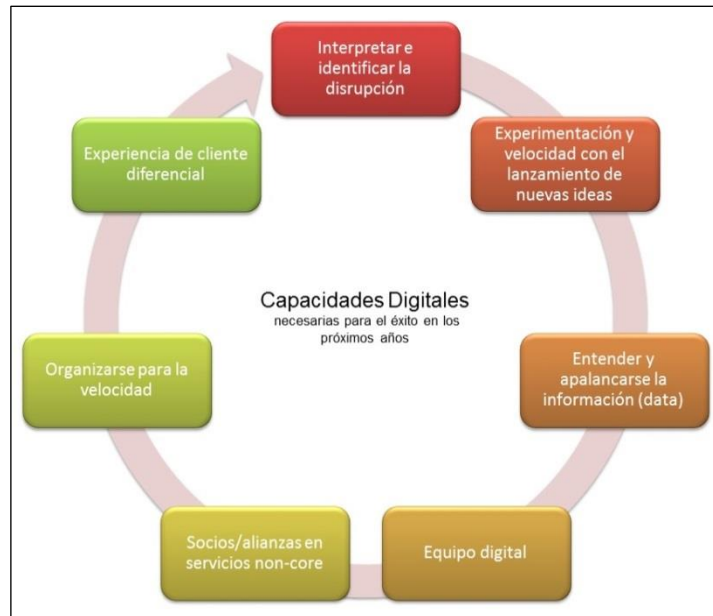 Interpretar e
identificar la
disrupción
Experimentación y
velocidad con el
lanzamiento de
nuevas ideas
Entender y
apalancarse la
información (data)
Equipo digital
Socios/alianzas en
servicios non-core
Organizarse para la
velocidad
Experiencia de cliente
diferencial
Capacidades Digitales
necesarias para el éxito en los
próximos años